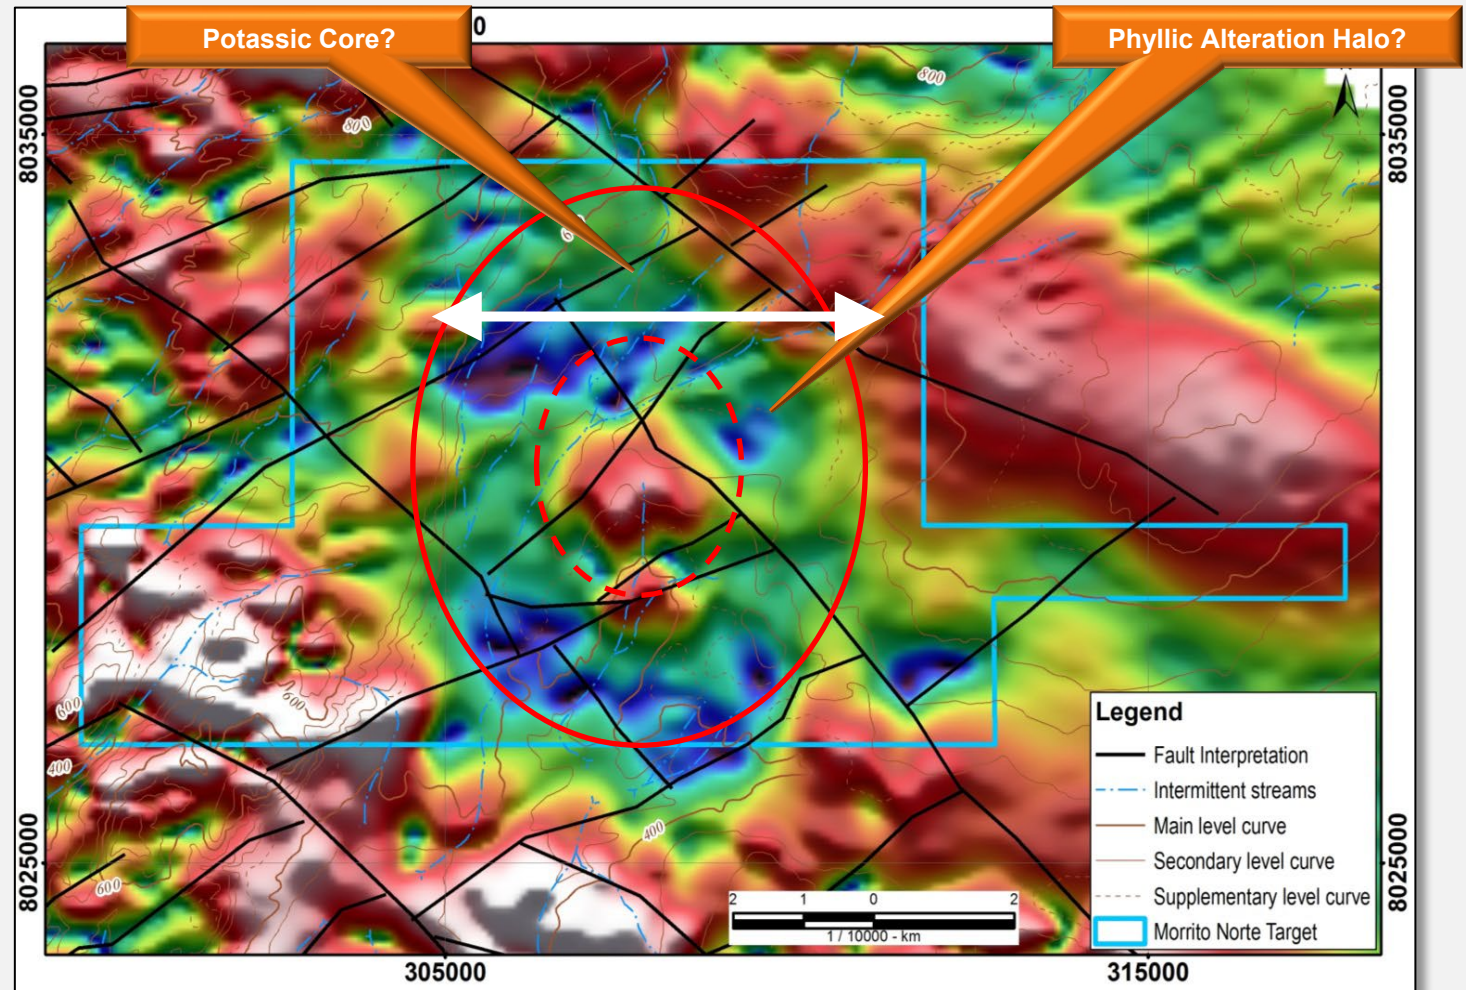 Potassic Core?
0
Phyllic Alteration Halo?
8035000
8035000
800
800
600
600
400
600
400
8025000
8025000
Legend
Fault Interpretation
Intermittent streams
Main level curve
Secondary level curve
Supplementary level curve
Morrito Norte Target
2 1 0 2
1 / 10000 - km
305000
315000